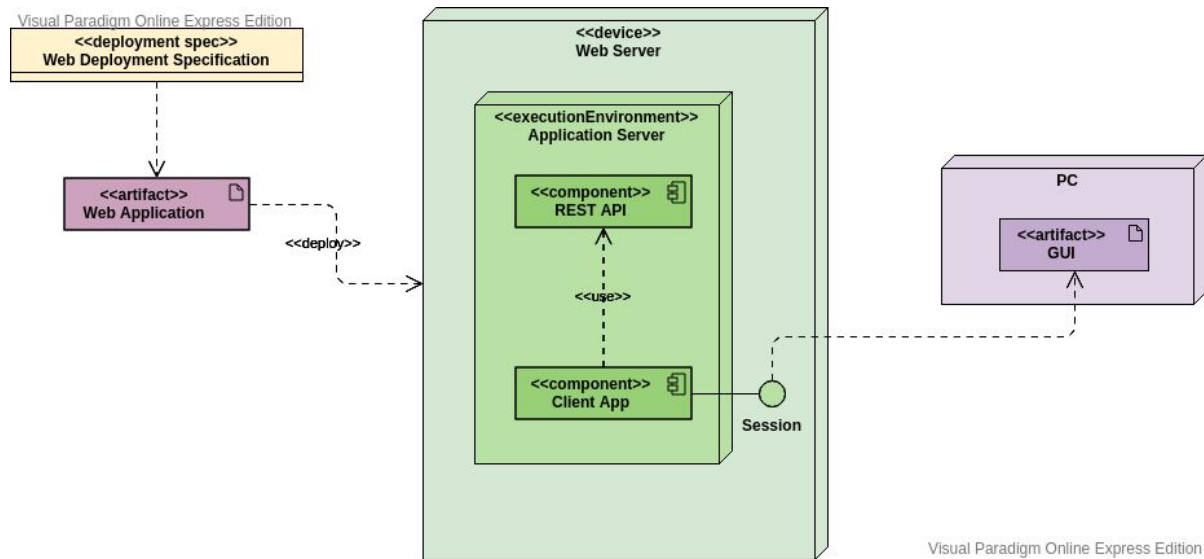 Visual Paradigm Online Express Edition
<<deployment spec>>
Web Deployment Specification
<<artifact>>
Web Application
<<deploy>>
<<device>>
Web Server
<<executionEnvironment>>
Application Server
<<component>>
REST API
<<use>>
<<component>>
Client App
Session
PC
<<artifact>>
GUI
Visual Paradigm Online Express Edition